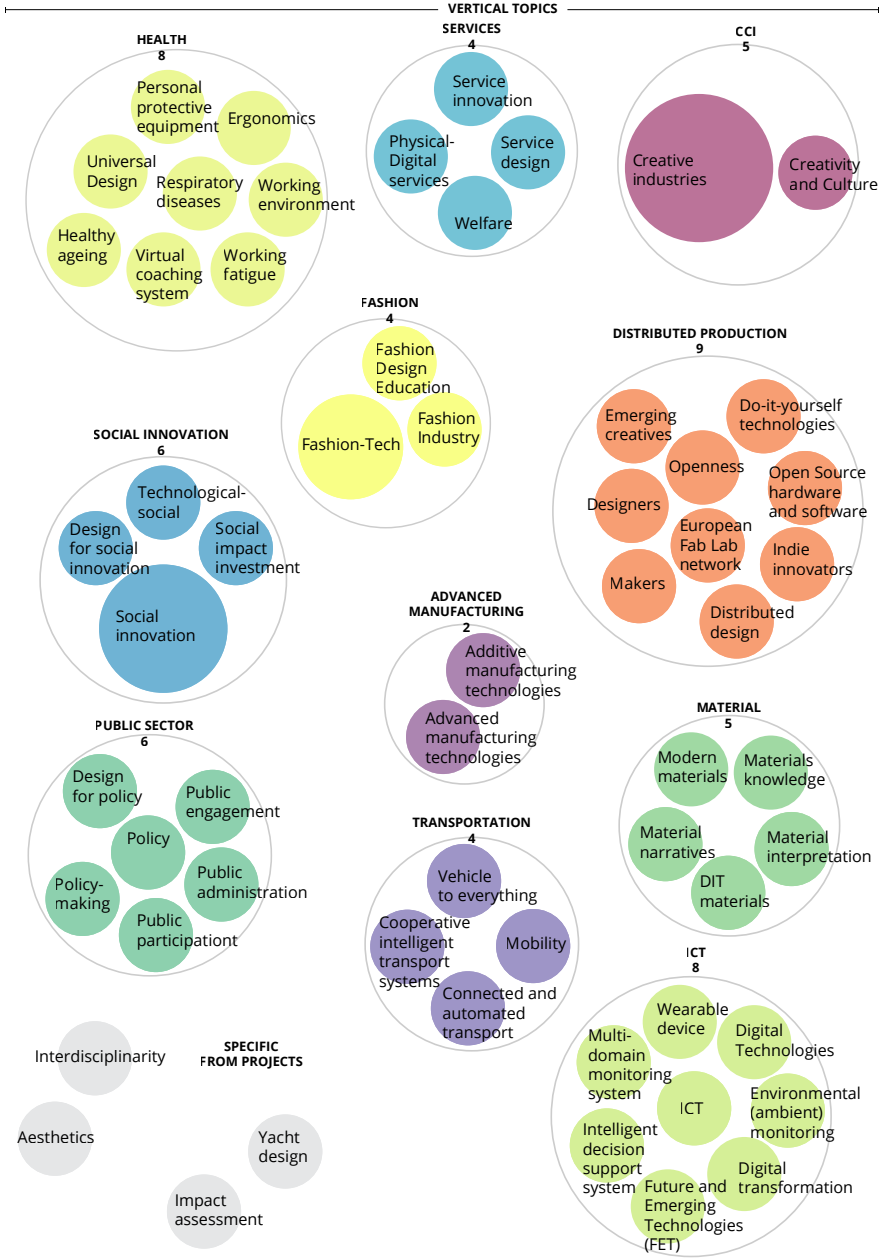 VERTICAL TOPICS
HEALTH
8
Personal
protective
equipment
Ergonomics
Universal
Design
Respiratory
diseases
Working
environment
Healthy
ageing
Virtual
coaching
system
Working
fatigue
SERVICES
4
Service
innovation
Physical-
Digital
services
Service
design
Welfare
CCI
5
Creative
industries
Creativity
and Culture
FASHION
4
Fashion
Design
Education
Fashion-Tech
Fashion
Industry
DISTRIBUTED PRODUCTION
9
Emerging
creatives
Do-it-yourself
technologies
Openness
Open Source
hardware
and software
Designers
European
Fab Lab
network
Indie
innovators
Makers
Distributed
design
SOCIAL INNOVATION
6
Technological-
social
Design
for social
innovation
Social
impact
investment
Social
innovation
ADVANCED
MANUFACTURING
2
Additive
manufacturing
technologies
Advanced
manufacturing
technologies
PUBLIC SECTOR
6
Design
for policy
Public
engagement
Policy
Policy-
making
Public
administration
Public
participationt
MATERIAL
5
Modern
materials
Materials
knowledge
Material
narratives
Material
interpretation
DIT
materials
TRANSPORTATION
4
Vehicle
to everything
Cooperative
intelligent
transport
systems
Mobility
Connected and
automated
transport
ICT
8
Wearable
device
Digital
Technologies
Multi-
domain
monitoring
system
ICT
Environmental
(ambient)
monitoring
Intelligent
decision
support
system
Digital
transformation
Future and
Emerging
Technologies
(FET)
SPECIFIC
FROM PROJECTS
Interdisciplinarity
Aesthetics
Yacht
design
Impact
assessment